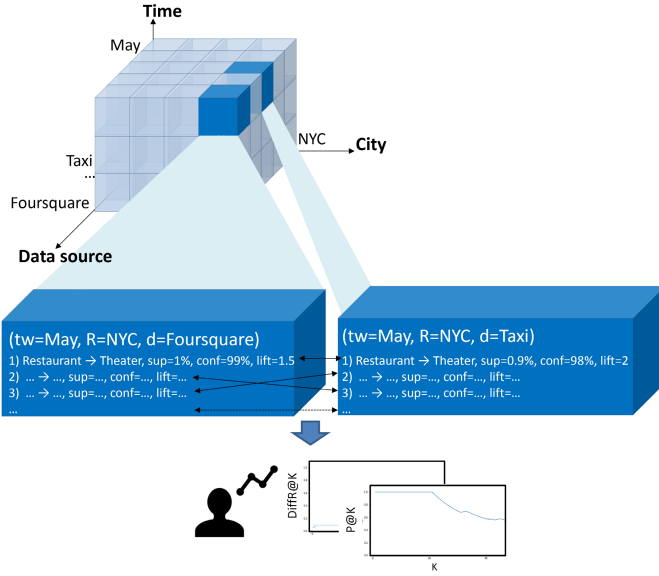 Time
May
NYC
City
Taxi
...
Foursquare
Data source
(tw=May, R=NYC, d=Foursquare)
1) Restaurant → Theater, sup=1%, conf=99%, lift=1.5
2) ... → ..., sup=..., conf=..., lift=...
3) ... → ..., sup=..., conf=..., lift=...
...
(tw=May, R=NYC, d=Taxi)
1) Restaurant → Theater, sup=0.9%, conf=98%, lift=2
2) ... → ..., sup=..., conf=..., lift=...
3) ... → ..., sup=..., conf=..., lift=...
...
DiffR@K
P@K
K